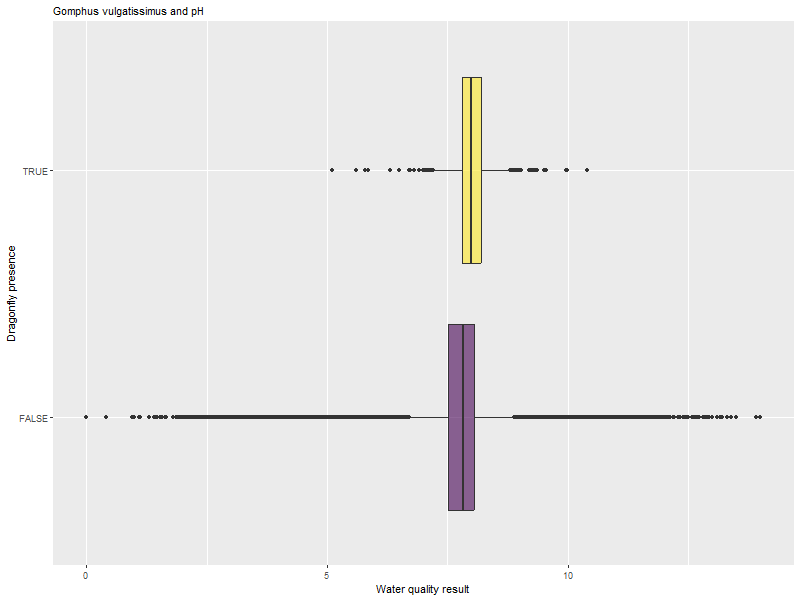 Gomphus vulgatissimus and pH
Dragonfly presence
TRUE
FALSE
0 5 10
Water quality result